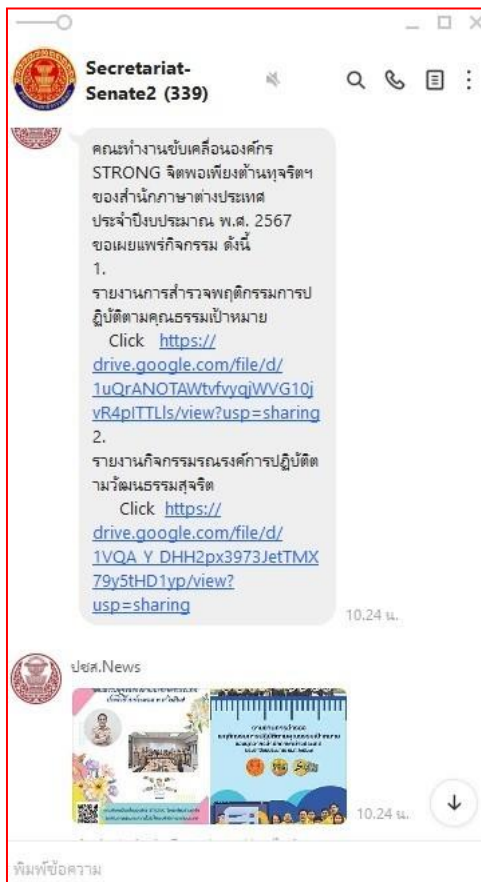 Secretariat-
Senate2 (339)
คณะทำงานขับเคลื่อนองค์กร
STRONG จิตพอเพียงต้านทุจริตฯ
ของสำนักภาษาต่างประเทศ
ประจำปีงบประมาณ พ.ศ. 2567
ขอเผยแพร่กิจกรรม ดังนี้
1.
รายงานการสำรวจพฤติกรรมการป
ฏิบัติตามคุณธรรมเป้าหมาย
Click https://
drive.google.com/file/d/
1uQrANOTAWtvfvyqjWVG10j
vR4pITTLls/view?usp=sharing
2.
รายงานกิจกรรมรณรงค์การปฏิบัติต
ามวัฒนธรรมสุจริต
Click https://
drive.google.com/file/d/
1VQA_Y_DHH2px3973JetTMX
79y5tHD1yp/view?
usp=sharing
10.24 น.
ปชส.News
10.24 น.
พิมพ์ข้อความ